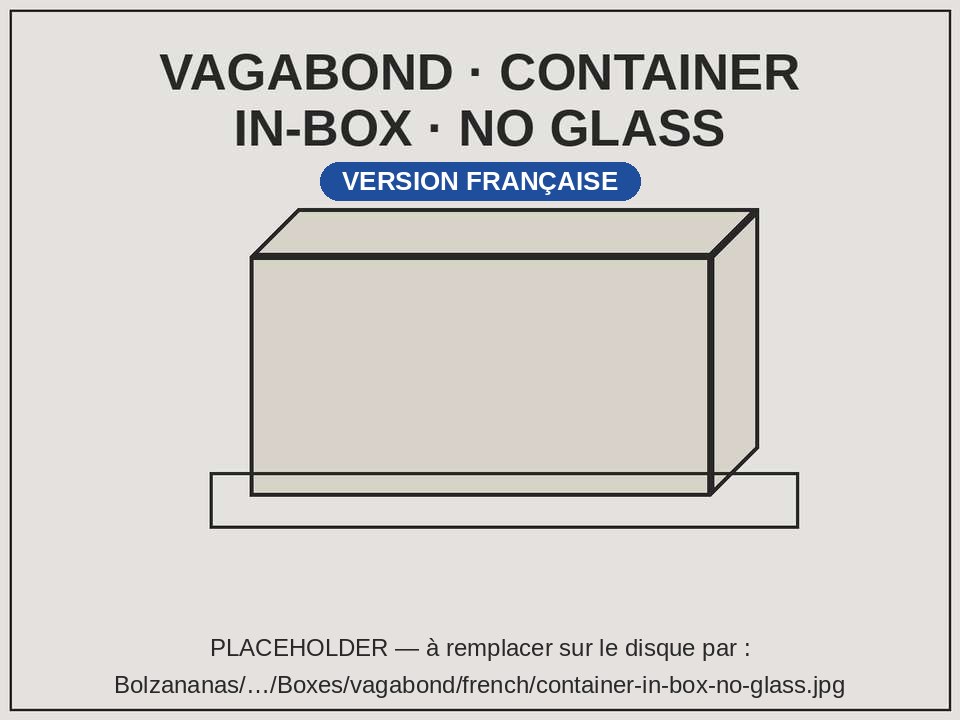 VAGABOND · CONTAINER
IN-BOX · NO GLASS
VERSION FRANÇAISE
PLACEHOLDER — à remplacer sur le disque par :
Bolzananas/…/Boxes/vagabond/french/container-in-box-no-glass.jpg